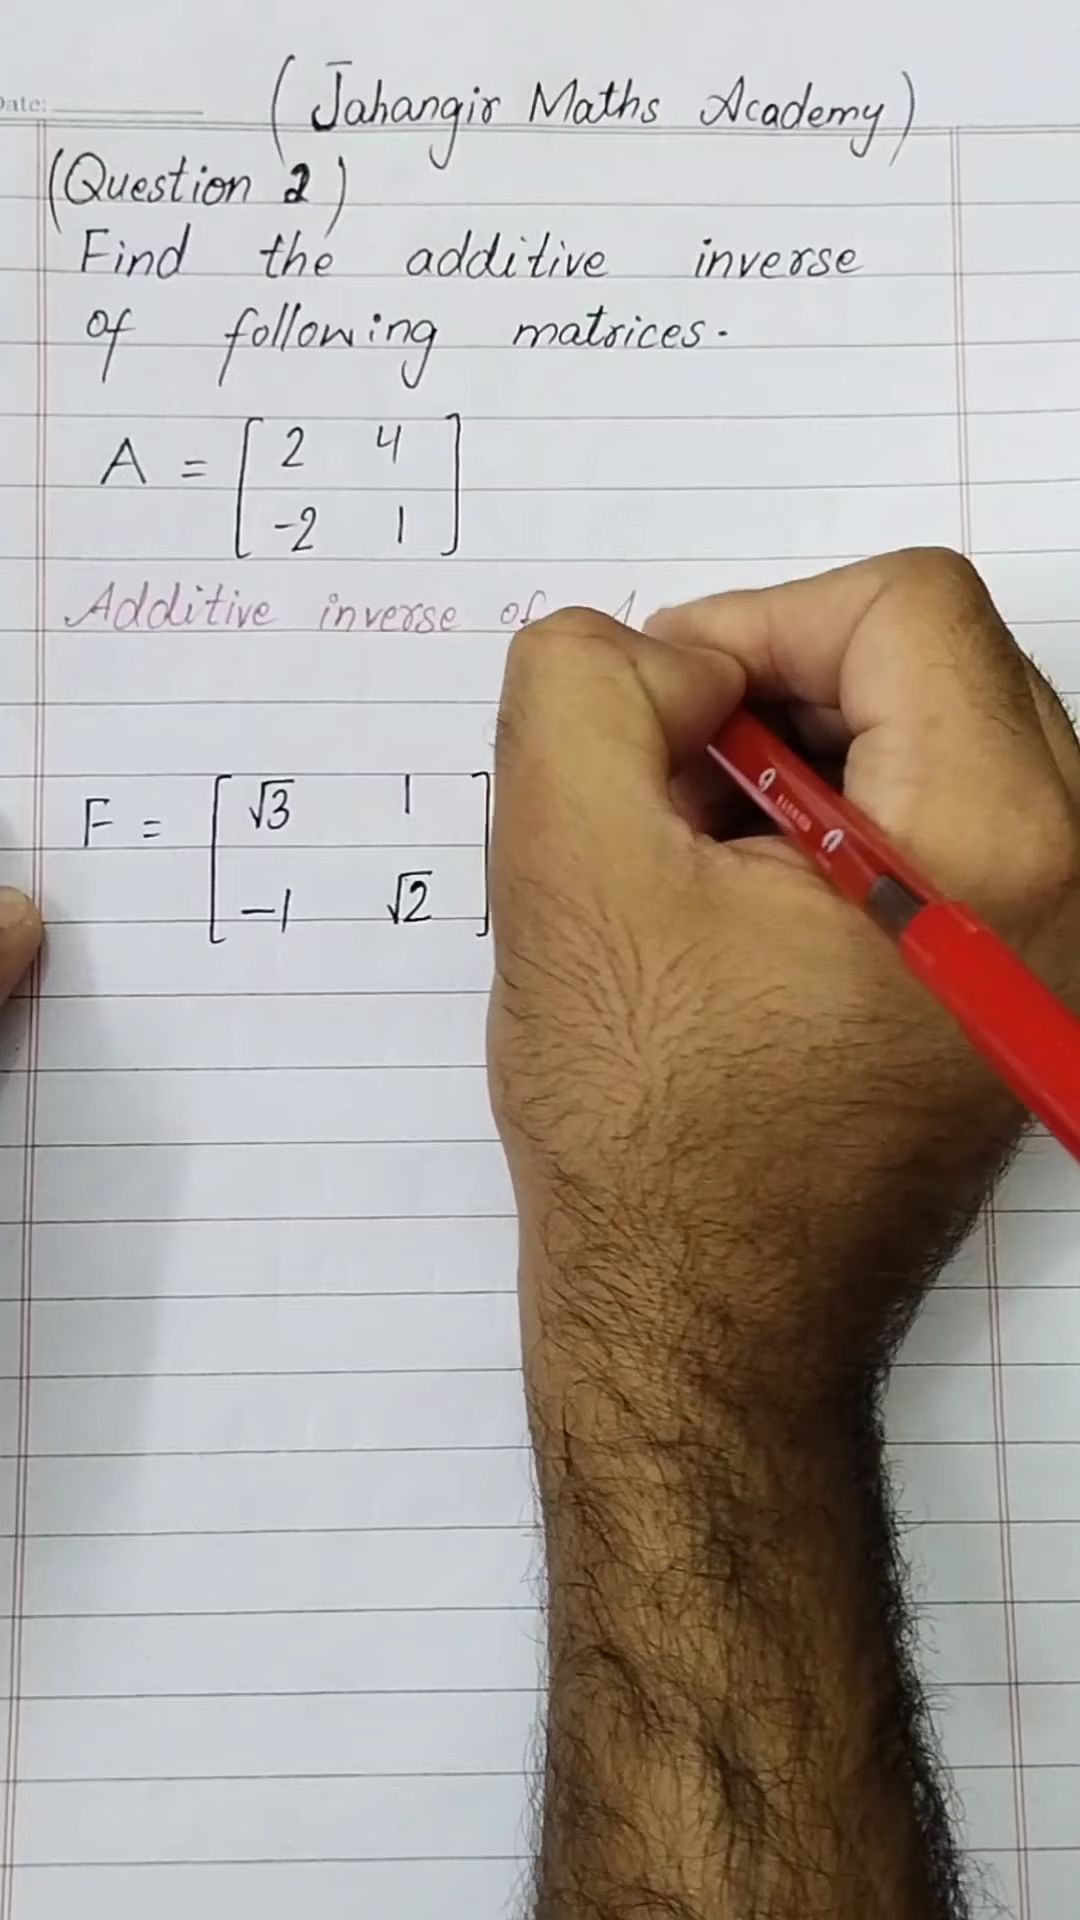 Date:
(Jahangir Maths Academy)
(Question 2)
Find the additive inverse
of following matrices.
A = [ 2 4
-2 1 ]
Additive inverse of A
F = [ √3 1
-1 √2 ]